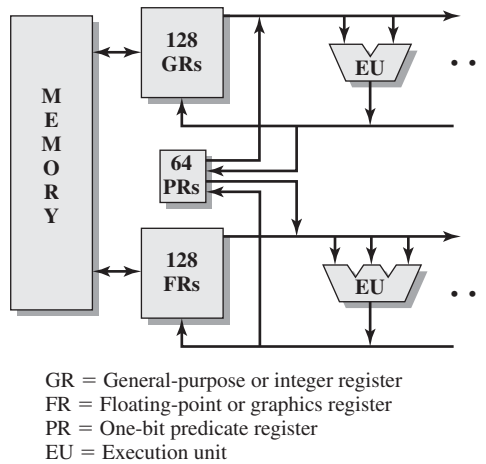 MEMORY
128
GRs
EU
64
PRs
128
FRs
EU
GR = General-purpose or integer register
FR = Floating-point or graphics register
PR = One-bit predicate register
EU = Execution unit